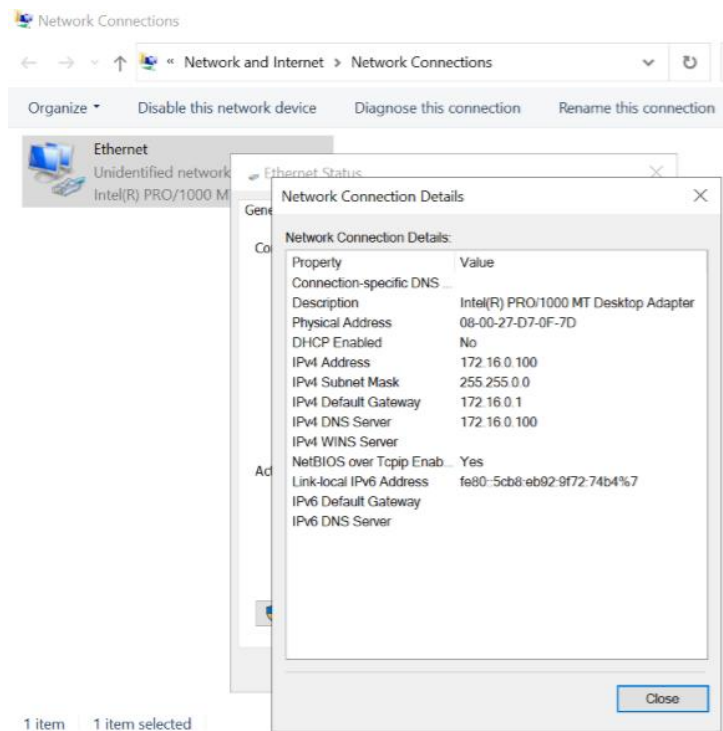 Network Connections
« Network and Internet > Network Connections
Organize Disable this network device Diagnose this connection Rename this connection
Ethernet
Unidentified network
Intel(R) PRO/1000 M
Ethernet Status
Gene
Network Connection Details
Co
Network Connection Details:
Property Value
Connection-specific DNS ...
Description Intel(R) PRO/1000 MT Desktop Adapter
Physical Address 08-00-27-D7-0F-7D
DHCP Enabled No
IPv4 Address 172.16.0.100
IPv4 Subnet Mask 255.255.0.0
IPv4 Default Gateway 172.16.0.1
IPv4 DNS Server 172.16.0.100
IPv4 WINS Server
NetBIOS over Tcpip Enab... Yes
Act
Link-local IPv6 Address fe80::5cb8:eb92:9f72:74b4%7
IPv6 Default Gateway
IPv6 DNS Server
Close
1 item 1 item selected